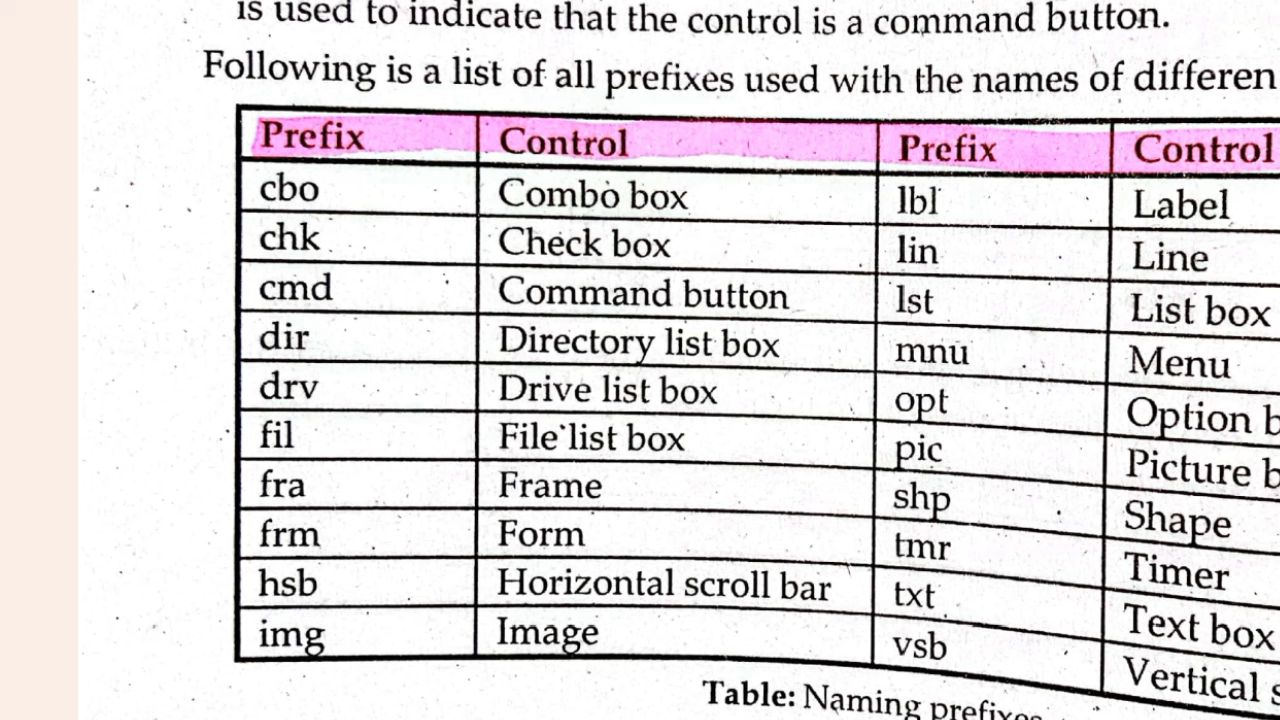 is used to indicate that the control is a command button.
Following is a list of all prefixes used with the names of
Prefix Control Prefix Control
cbo Combo box lbl Label
chk Check box lin Line
cmd Command button lst List box
dir Directory list box mnu Menu
drv Drive list box opt Option
fil File list box pic Picture
fra Frame shp Shape
frm Form tmr Timer
hsb Horizontal scroll bar txt Text box
img Image vsb Vertical
Table: Naming prefixes